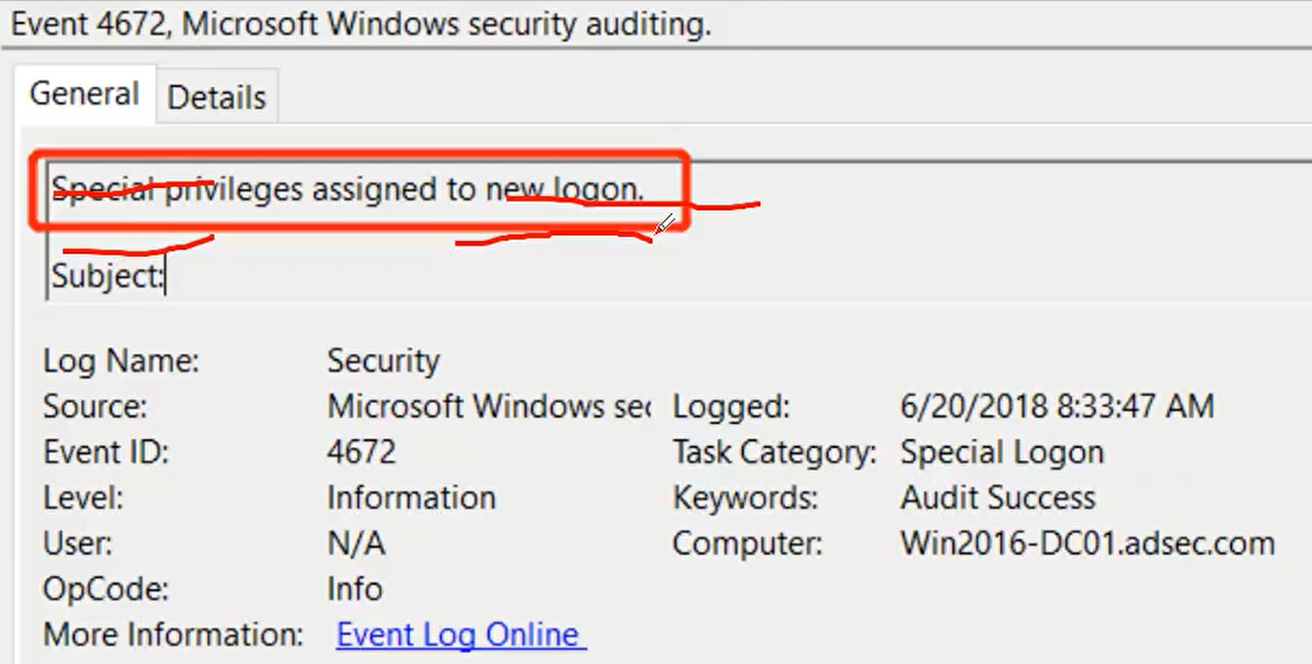 Event 4672, Microsoft Windows security auditing.
General Details
Special privileges assigned to new logon.
Subject:
Log Name: Security
Source: Microsoft Windows sec Logged: 6/20/2018 8:33:47 AM
Event ID: 4672 Task Category: Special Logon
Level: Information Keywords: Audit Success
User: N/A Computer: Win2016-DC01.adsec.com
OpCode: Info
More Information: Event Log Online